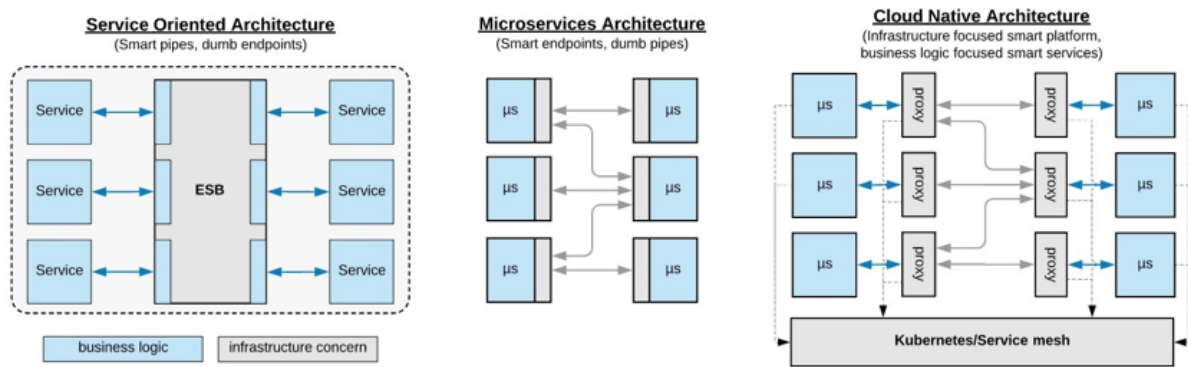 Service Oriented Architecture
(Smart pipes, dumb endpoints)
Service
Service
Service
ESB
Service
Service
Service
business logic
infrastructure concern
Microservices Architecture
(Smart endpoints, dumb pipes)
µs
µs
µs
µs
µs
µs
Cloud Native Architecture
(Infrastructure focused smart platform,
business logic focused smart services)
µs
proxy
proxy
µs
µs
proxy
proxy
µs
µs
proxy
proxy
µs
Kubernetes/Service mesh